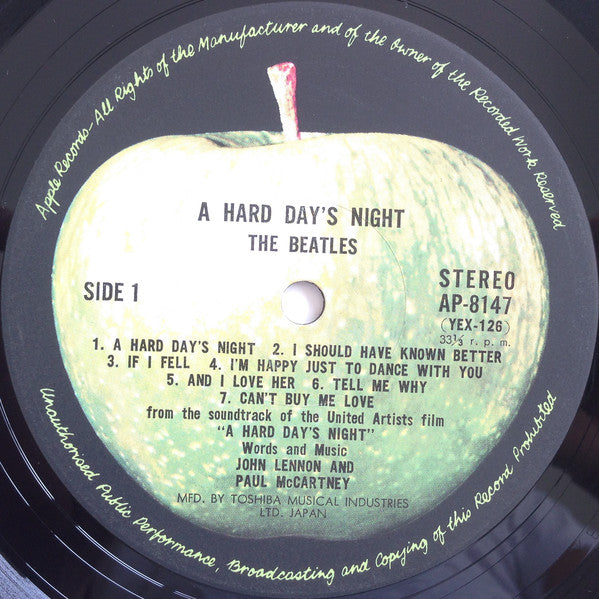 Apple Records-All Rights of the Manufacturer and of the Owner of the Recorded Work Reserved
A HARD DAY'S NIGHT
THE BEATLES
SIDE 1
STEREO
AP-8147
(YEX-126)
33⅓ r. p. m.
1. A HARD DAY'S NIGHT 2. I SHOULD HAVE KNOWN BETTER
3. IF I FELL 4. I'M HAPPY JUST TO DANCE WITH YOU
5. AND I LOVE HER 6. TELL ME WHY
7. CAN'T BUY ME LOVE
from the soundtrack of the United Artists film
"A HARD DAY'S NIGHT"
Words and Music
JOHN LENNON AND
PAUL McCARTNEY
MFD. BY TOSHIBA MUSICAL INDUSTRIES
LTD. JAPAN
Unauthorised Public Performance, Broadcasting and Copying of this Record Prohibited